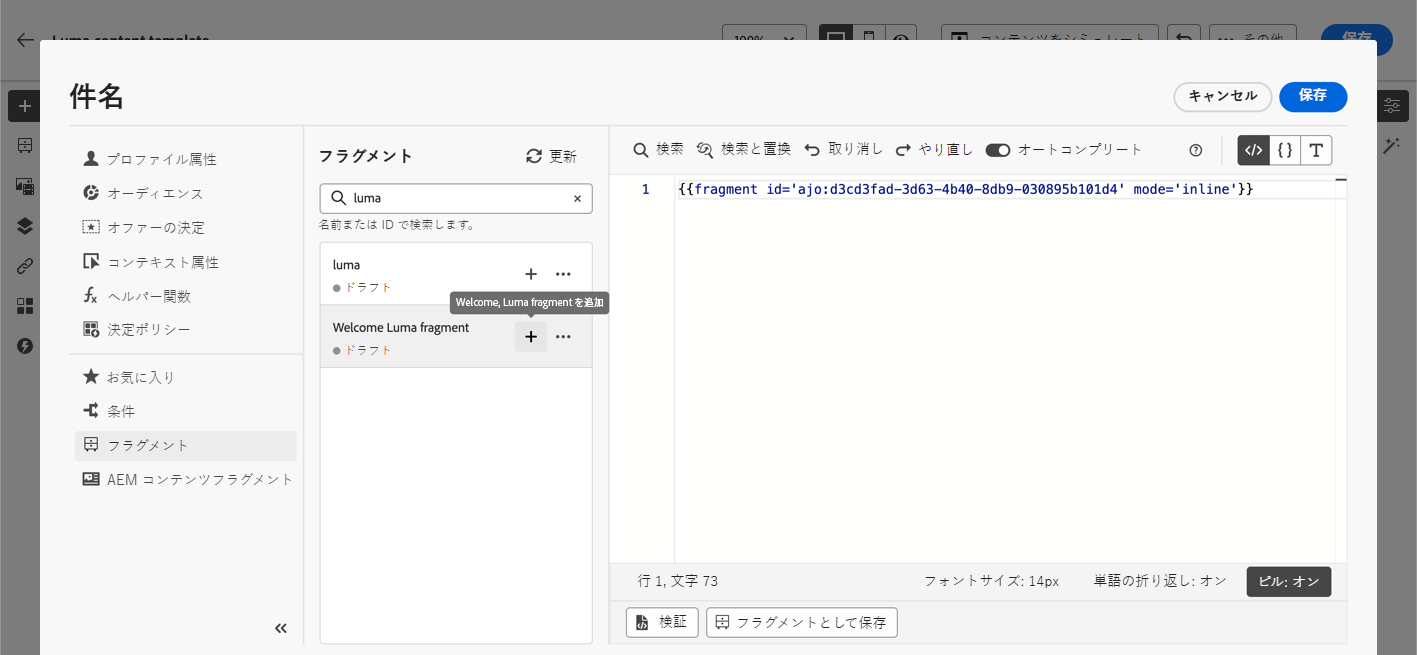 Luma content template
100%
コンテンツをシミュレート
その他
保存
件名
キャンセル
保存
プロファイル属性
オーディエンス
オファーの決定
コンテキスト属性
ヘルパー関数
決定ポリシー
お気に入り
条件
フラグメント
AEM コンテンツフラグメント
フラグメント
更新
luma
名前または ID で検索します。
luma
ドラフト
Welcome, Luma fragment を追加
Welcome Luma fragment
ドラフト
検索
検索と置換
取り消し
やり直し
オートコンプリート
1 {{fragment id='ajo:d3cd3fad-3d63-4b40-8db9-030895b101d4' mode='inline'}}
行 1, 文字 73
フォントサイズ: 14px
単語の折り返し: オン
ピル: オン
検証
フラグメントとして保存